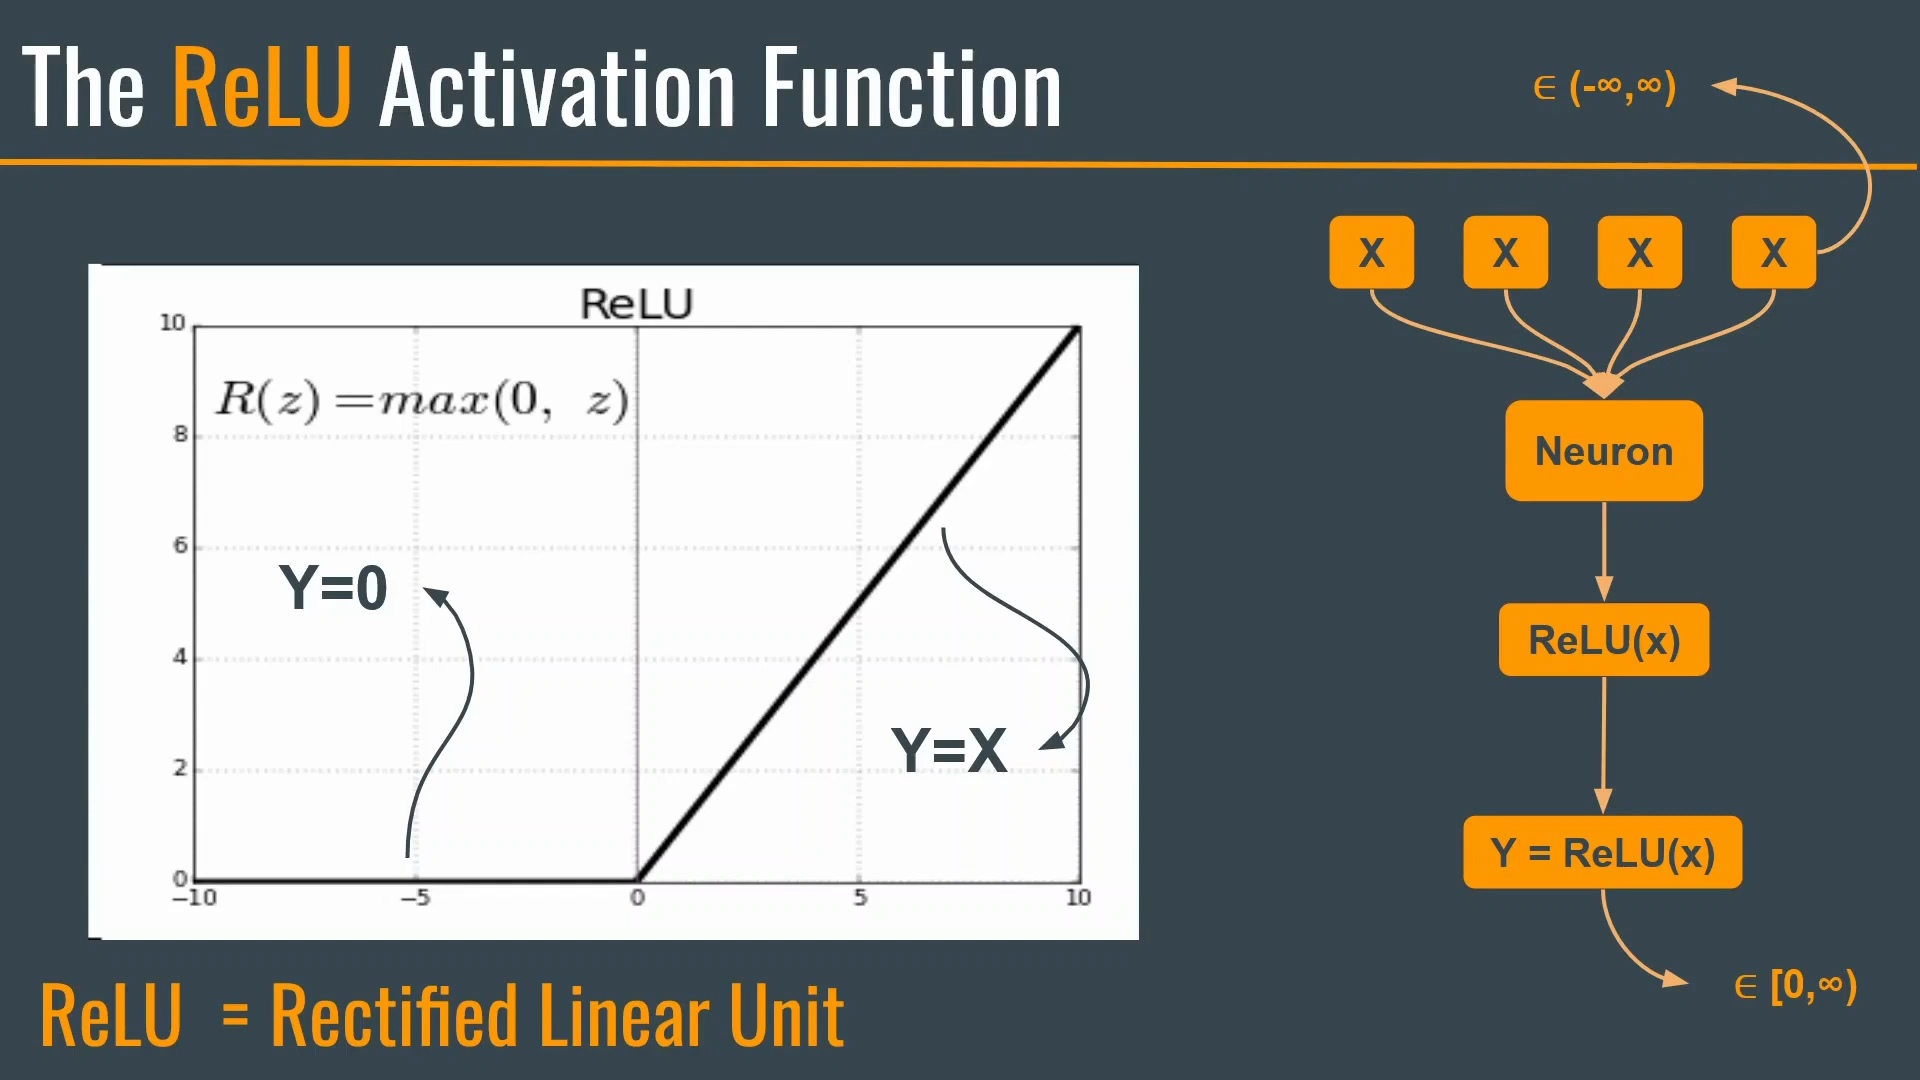 The ReLU Activation Function
∈ (-∞,∞)
X X X X
ReLU
10
R(z) =max(0, z)
8
6
4
2
0
Y=0
Y=X
−10 −5 0 5 10
Neuron
ReLU(x)
Y = ReLU(x)
∈ [0,∞)
ReLU = Rectified Linear Unit